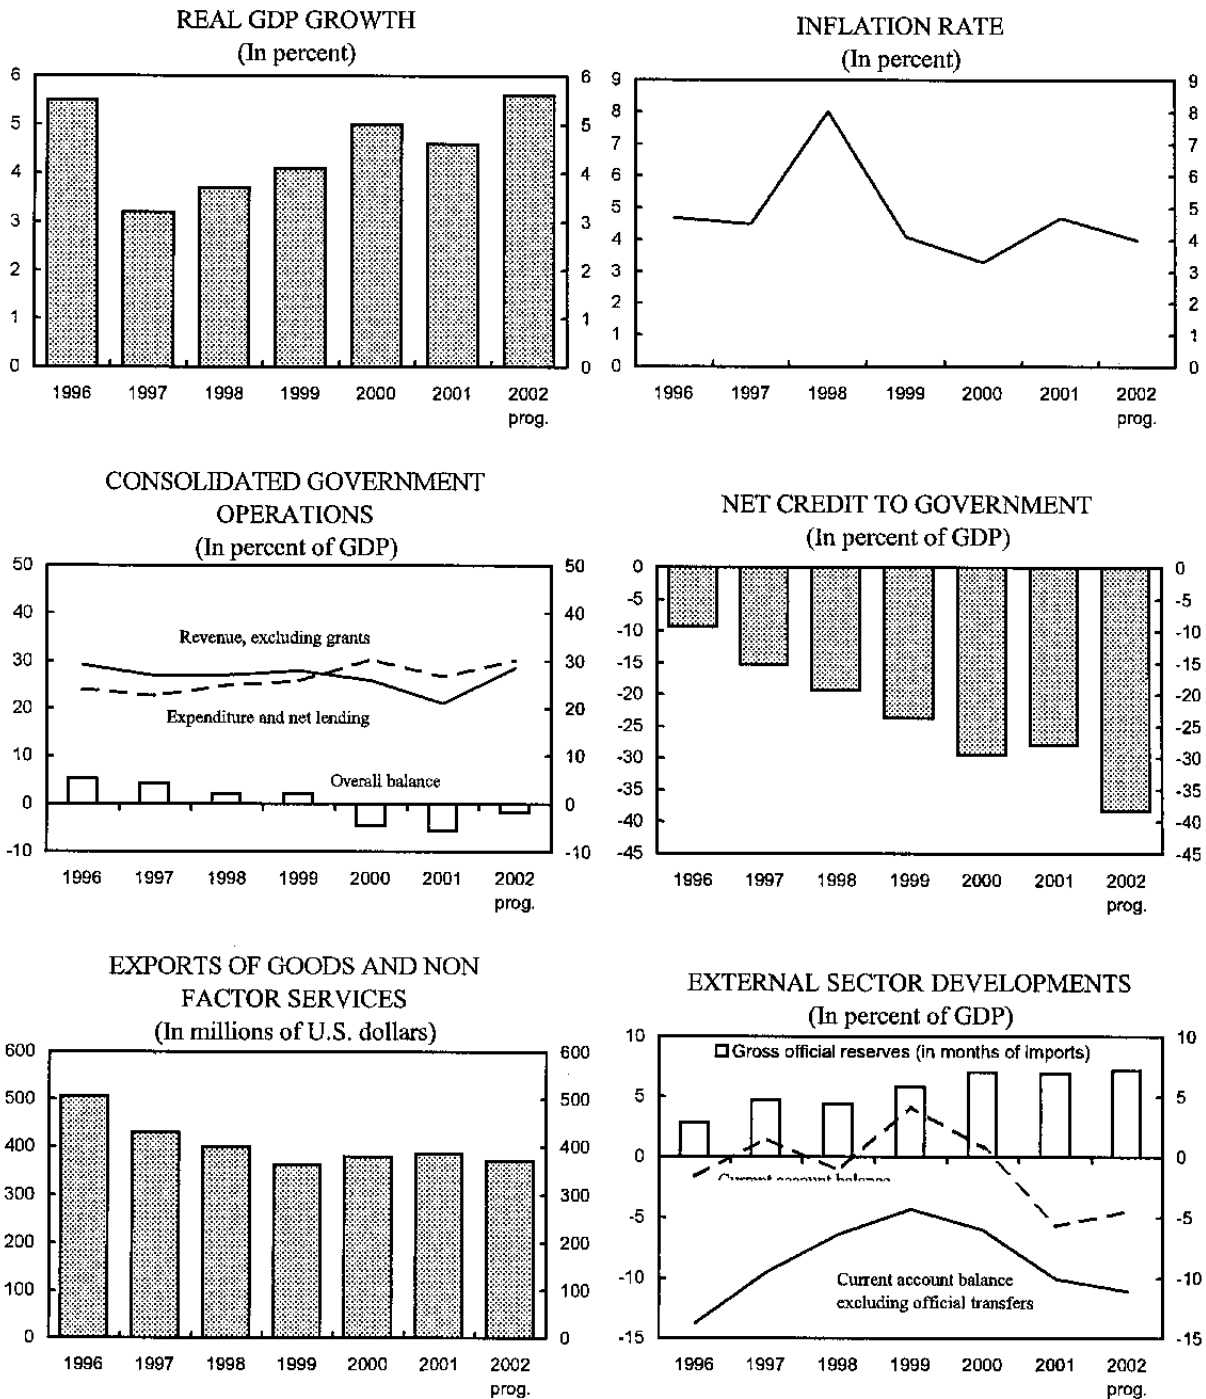 REAL GDP GROWTH
(In percent)
6 6
5 5
4 4
3 3
2 2
1 1
0 0
1996 1997 1998 1999 2000 2001 2002
prog.
INFLATION RATE
(In percent)
9 9
8 8
7 7
6 6
5 5
4 4
3 3
2 2
1 1
0 0
1996 1997 1998 1999 2000 2001 2002
prog.
CONSOLIDATED GOVERNMENT
OPERATIONS
(In percent of GDP)
50 50
40 40
Revenue, excluding grants
30 30
20 20
Expenditure and net lending
10 10
Overall balance
0 0
-10 -10
1996 1997 1998 1999 2000 2001 2002
prog.
NET CREDIT TO GOVERNMENT
(In percent of GDP)
0 0
-5 -5
-10 -10
-15 -15
-20 -20
-25 -25
-30 -30
-35 -35
-40 -40
-45 -45
1996 1997 1998 1999 2000 2001 2002
prog.
EXPORTS OF GOODS AND NON
FACTOR SERVICES
(In millions of U.S. dollars)
600 600
500 500
400 400
300 300
200 200
100 100
0 0
1996 1997 1998 1999 2000 2001 2002
prog.
EXTERNAL SECTOR DEVELOPMENTS
(In percent of GDP)
10 10
Gross official reserves (in months of imports)
5 5
0 0
Current account balance
-5 -5
-10 -10
Current account balance
excluding official transfers
-15 -15
1996 1997 1998 1999 2000 2001 2002
prog.